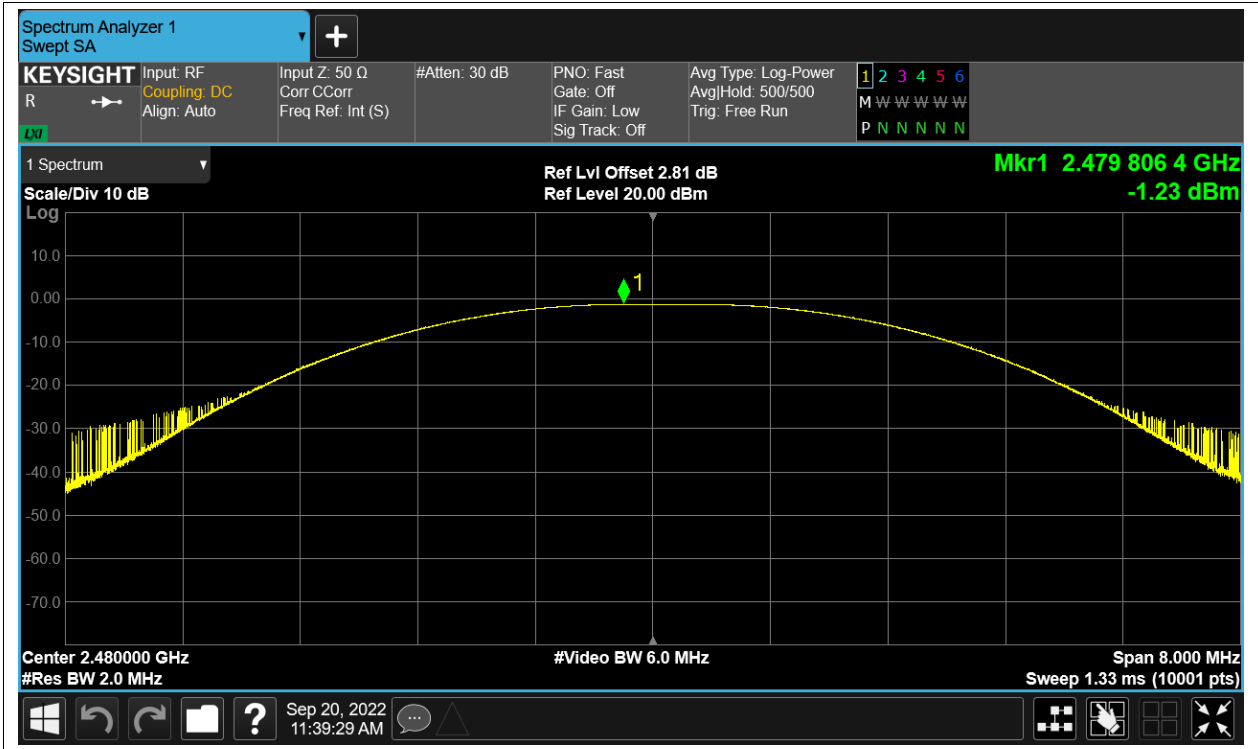 Spectrum Analyzer 1
Swept SA
+
KEYSIGHT
R
LXI
Input: RF
Coupling: DC
Align: Auto
Input Z: 50 Ω
Corr CCorr
Freq Ref: Int (S)
#Atten: 30 dB
PNO: Fast
Gate: Off
IF Gain: Low
Sig Track: Off
Avg Type: Log-Power
Avg|Hold: 500/500
Trig: Free Run
1 2 3 4 5 6
M W W W W W
P N N N N N
1 Spectrum
Scale/Div 10 dB
Log
Ref Lvl Offset 2.81 dB
Ref Level 20.00 dBm
Mkr1 2.479 806 4 GHz
-1.23 dBm
1
10.0
0.00
-10.0
-20.0
-30.0
-40.0
-50.0
-60.0
-70.0
Center 2.480000 GHz
#Res BW 2.0 MHz
#Video BW 6.0 MHz
Span 8.000 MHz
Sweep 1.33 ms (10001 pts)
?
Sep 20, 2022
11:39:29 AM